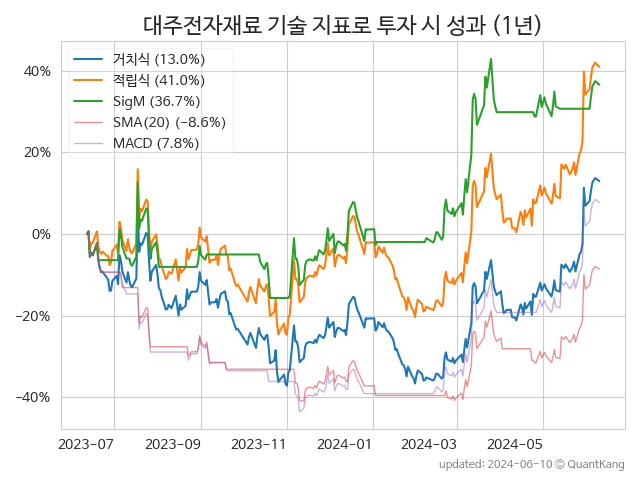 대주전자재료 기술 지표로 투자 시 성과 (1년)
거치식 (13.0%)
적립식 (41.0%)
SigM (36.7%)
SMA(20) (−8.6%)
MACD (7.8%)
40%
20%
0%
−20%
−40%
2023-07 2023-09 2023-11 2024-01 2024-03 2024-05
updated: 2024-06-10 © QuantKang